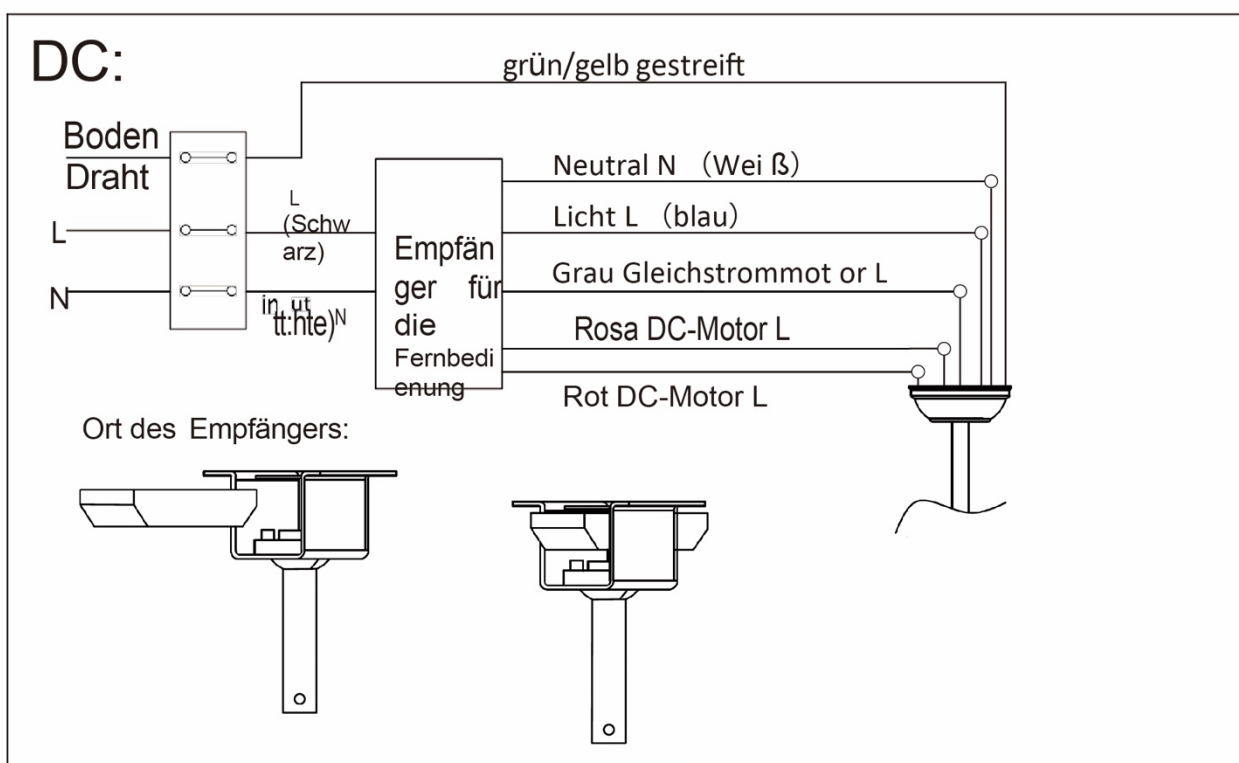 DC:
grün/gelb gestreift
Boden
Draht
Neutral N （Wei ß）
L
(Schw
arz)
Licht L （blau）
L
Empfän
ger für
die
Fernbedi
enung
Grau Gleichstrommot or L
N
N
Rosa DC-Motor L
Rot DC-Motor L
Ort des Empfängers: